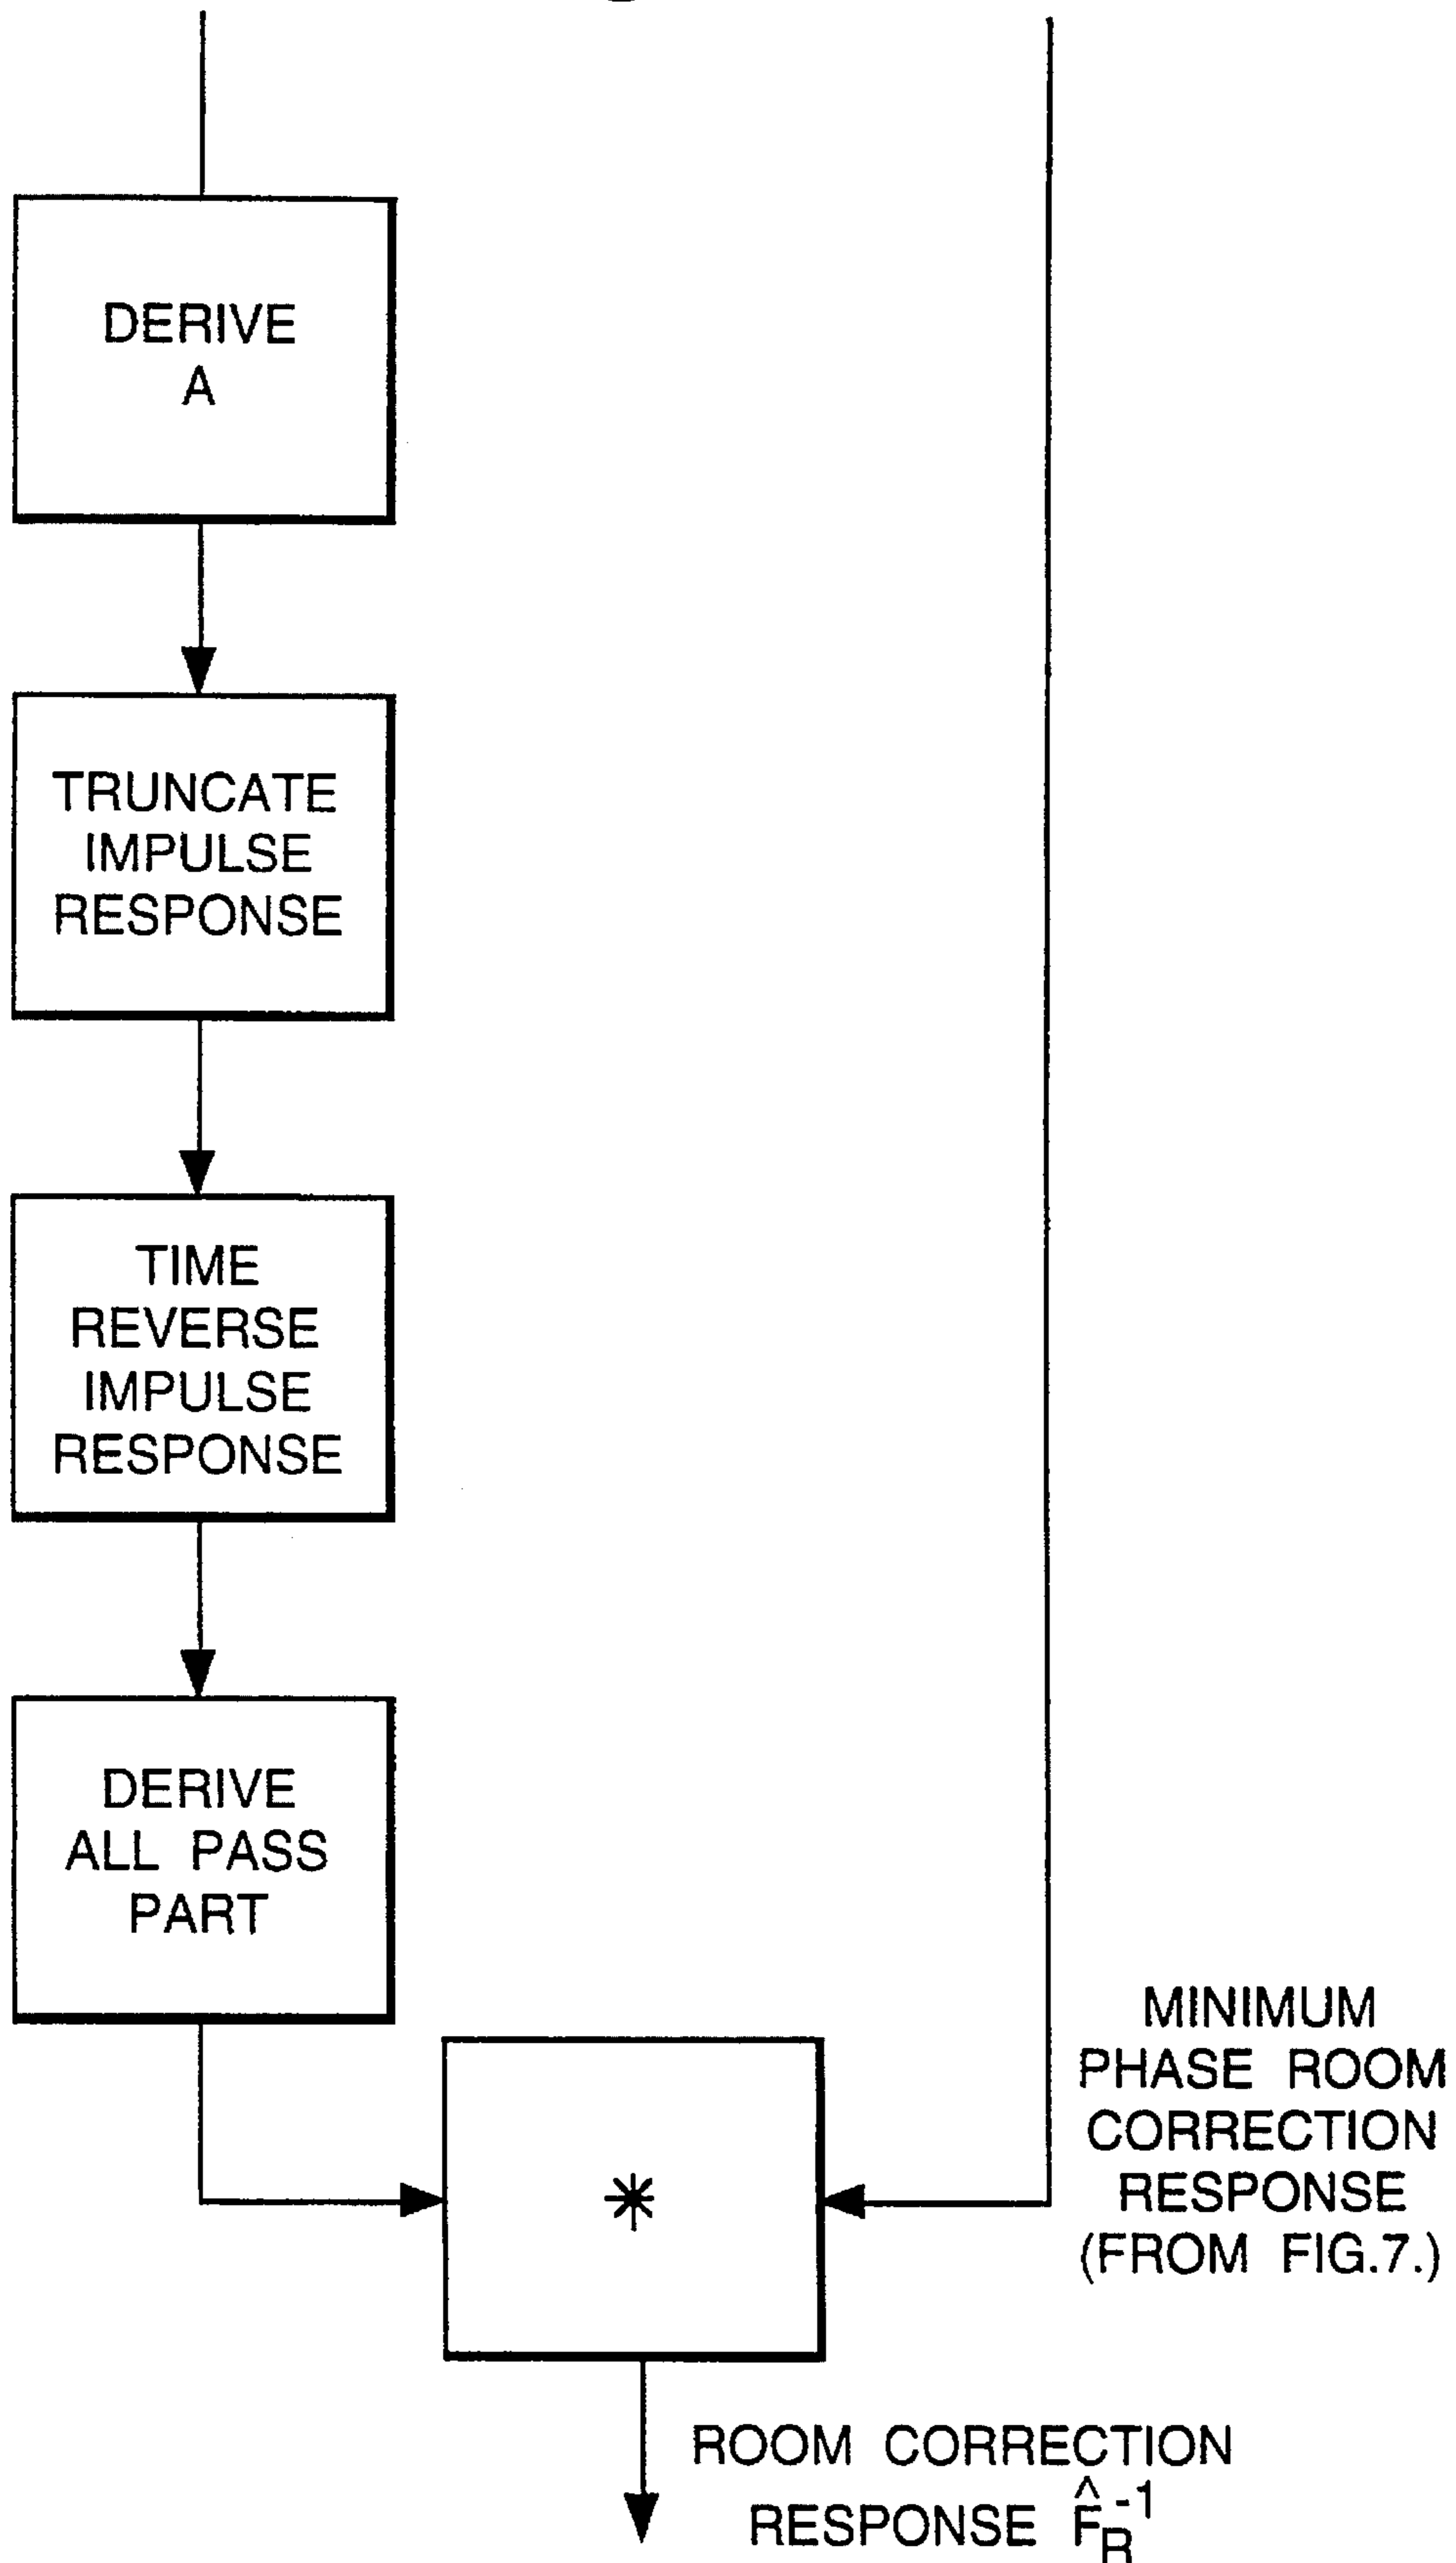 DERIVE
A
TRUNCATE
IMPULSE
RESPONSE
TIME
REVERSE
IMPULSE
RESPONSE
DERIVE
ALL PASS
PART
MINIMUM
PHASE ROOM
CORRECTION
RESPONSE
(FROM FIG.7.)
*
ROOM CORRECTION
RESPONSE F̂_R^-1